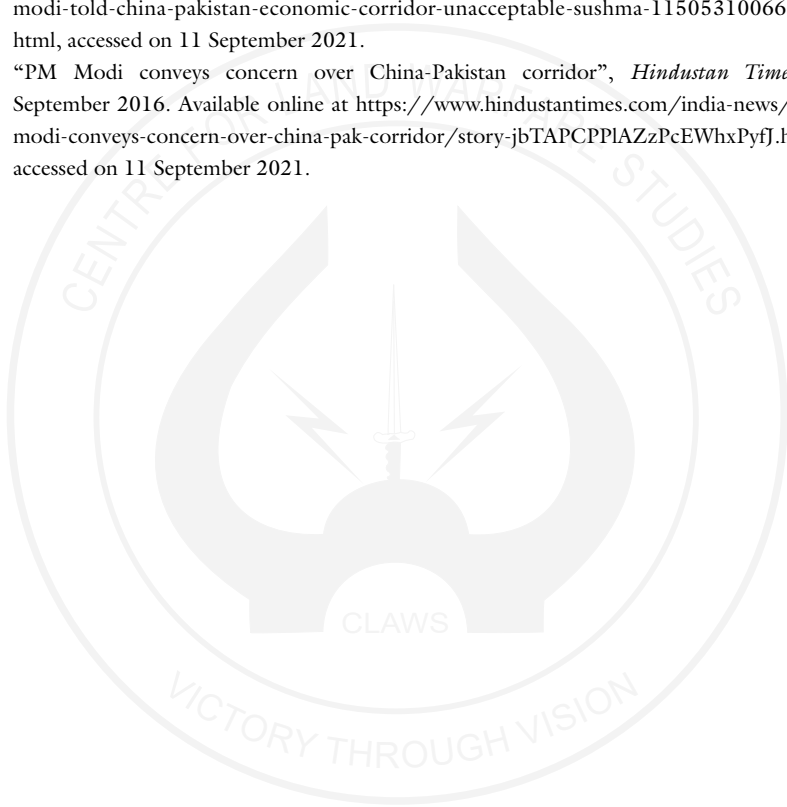 modi-told-china-pakistan-economic-corridor-unacceptable-sushma-11505310066
html, accessed on 11 September 2021.
“PM Modi conveys concern over China-Pakistan corridor”, Hindustan Time
September 2016. Available online at https://www.hindustantimes.com/india-news/
modi-conveys-concern-over-china-pak-corridor/story-jbTAPCPPlAZzPcEWhxPyfJ.h
accessed on 11 September 2021.
CENTRE FOR LAND WARFARE STUDIES
CLAWS
VICTORY THROUGH VISION